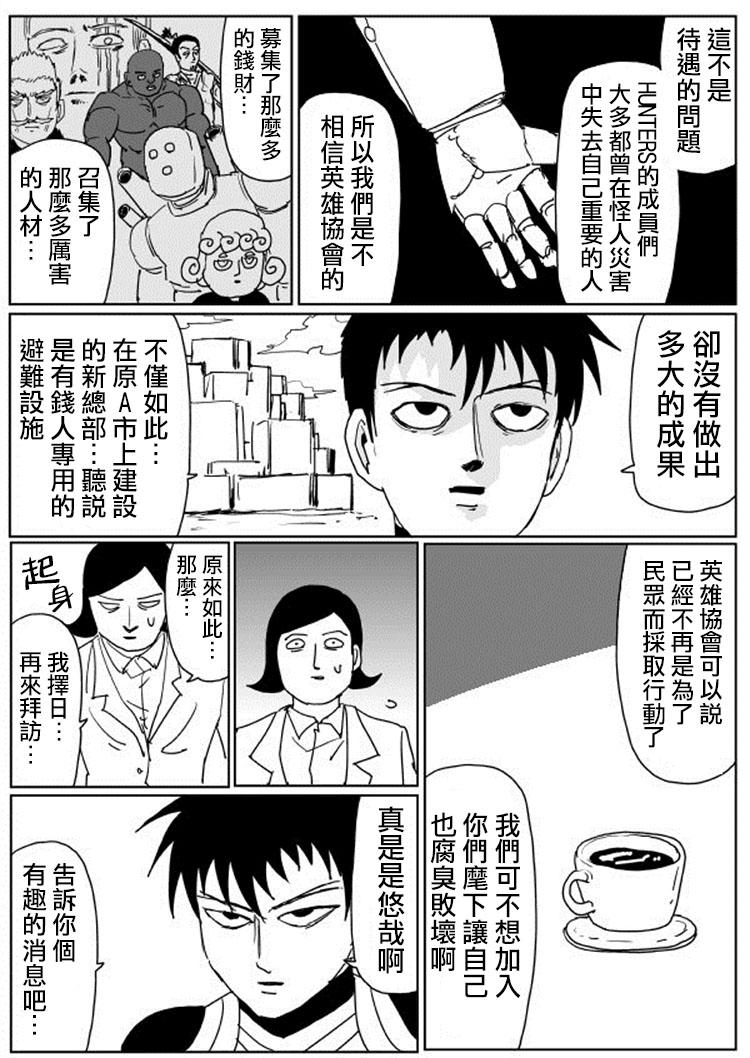 這不是
待遇的問題
HUNTERS的成員們
大多都曾在怪人災害
中失去自己重要的人
所以我們是不
相信英雄協會的
募集了那麼多
的錢財…
召集了
那麼多厲害
的人材…
卻沒有做出
多大的成果
不僅如此…
在原A市上建設
的新總部…聽説
是有錢人專用的
避難設施
英雄協會可以説
已經不再是為了
民眾而採取行動了
我們可不想加入
你們麾下讓自己
也腐臭敗壞啊
原來如此…
那麼…
起身
我擇日…
再來拜訪…
真是是悠哉啊
告訴你個
有趣的消息吧…